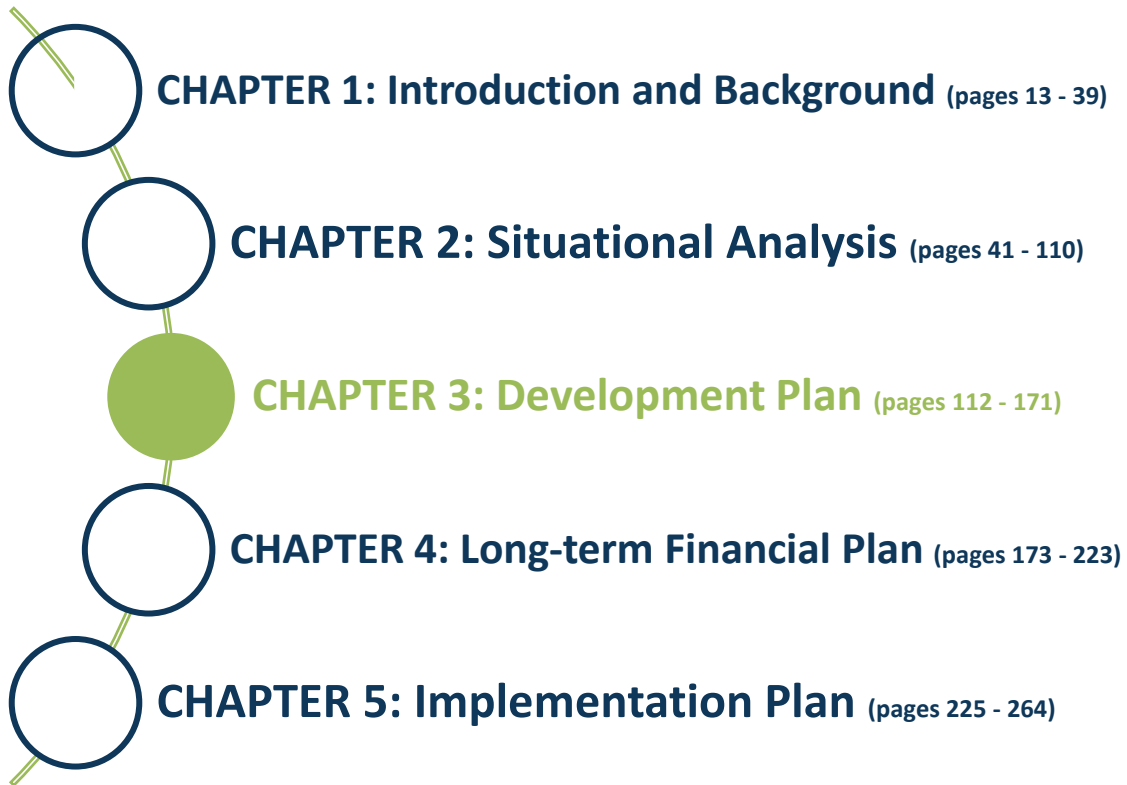 CHAPTER 1: Introduction and Background (pages 13 - 39)
CHAPTER 2: Situational Analysis (pages 41 - 110)
CHAPTER 3: Development Plan (pages 112 - 171)
CHAPTER 4: Long-term Financial Plan (pages 173 - 223)
CHAPTER 5: Implementation Plan (pages 225 - 264)